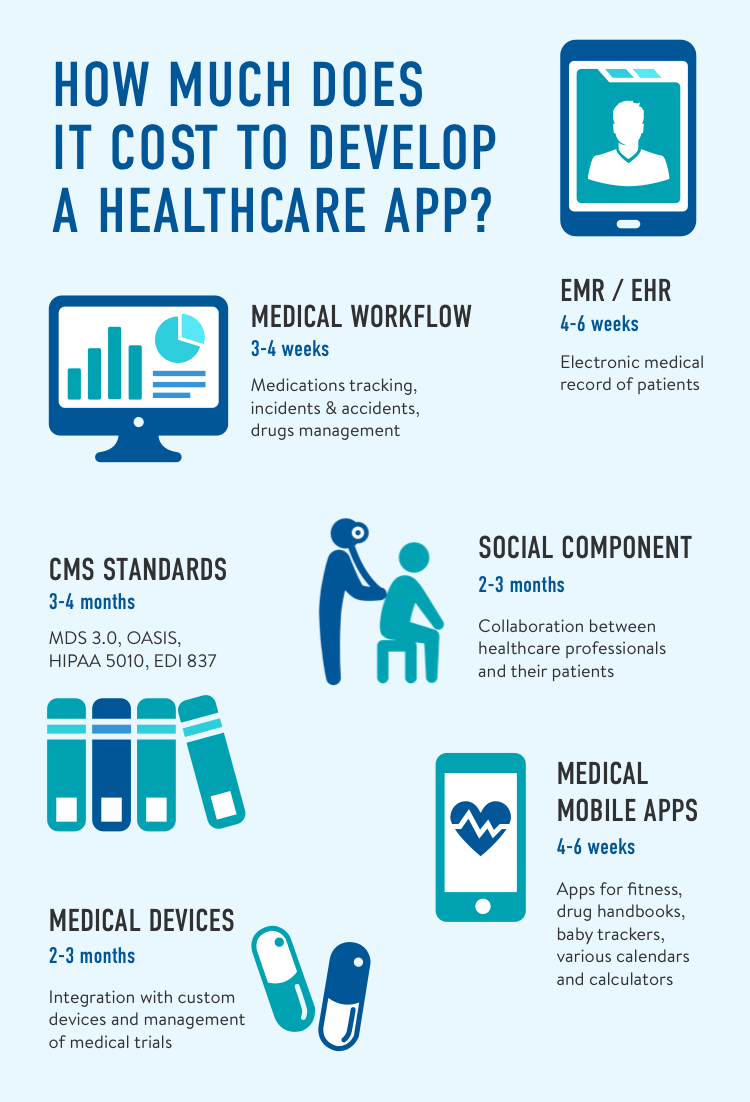 HOW MUCH DOES
IT COST TO DEVELOP
A HEALTHCARE APP?
EMR / EHR
4-6 weeks
Electronic medical
record of patients
MEDICAL WORKFLOW
3-4 weeks
Medications tracking,
incidents & accidents,
drugs management
CMS STANDARDS
3-4 months
MDS 3.0, OASIS,
HIPAA 5010, EDI 837
SOCIAL COMPONENT
2-3 months
Collaboration between
healthcare professionals
and their patients
MEDICAL
MOBILE APPS
4-6 weeks
Apps for fitness,
drug handbooks,
baby trackers,
various calendars
and calculators
MEDICAL DEVICES
2-3 months
Integration with custom
devices and management
of medical trials